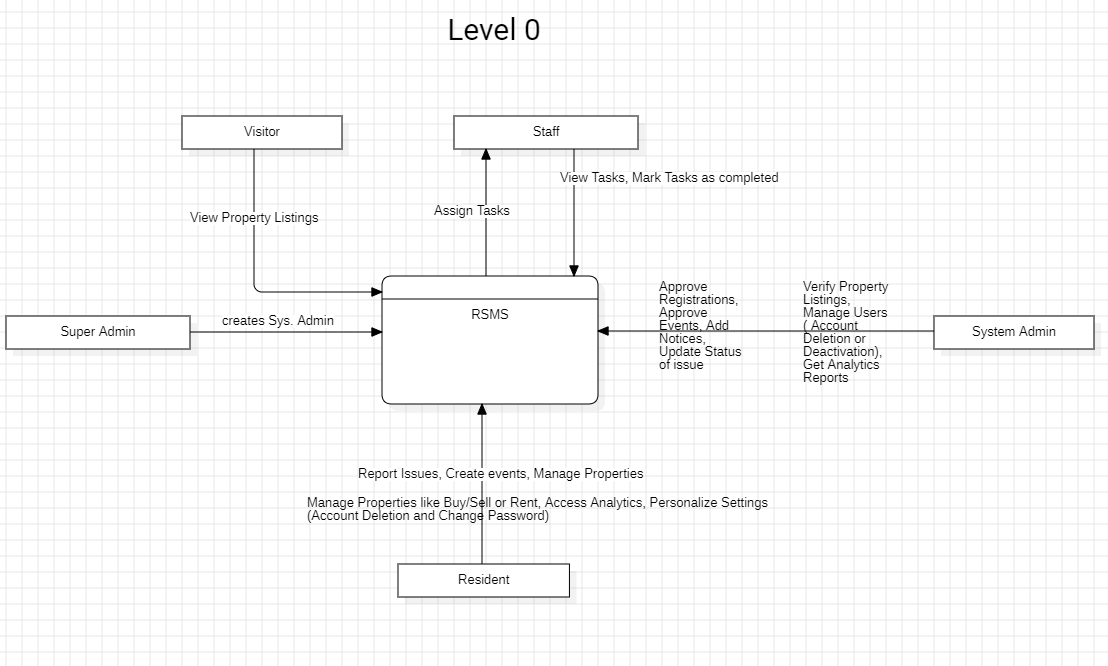 Level 0
Visitor
Staff
View Tasks, Mark Tasks as completed
Assign Tasks
View Property Listings
Approve
Registrations,
Approve
Events, Add
Notices,
Update Status
of issue
Verify Property
Listings,
Manage Users
( Account
Deletion or
Deactivation),
Get Analytics
Reports
RSMS
creates Sys. Admin
Super Admin
System Admin
Report Issues, Create events, Manage Properties
Manage Properties like Buy/Sell or Rent, Access Analytics, Personalize Settings
(Account Deletion and Change Password)
Resident